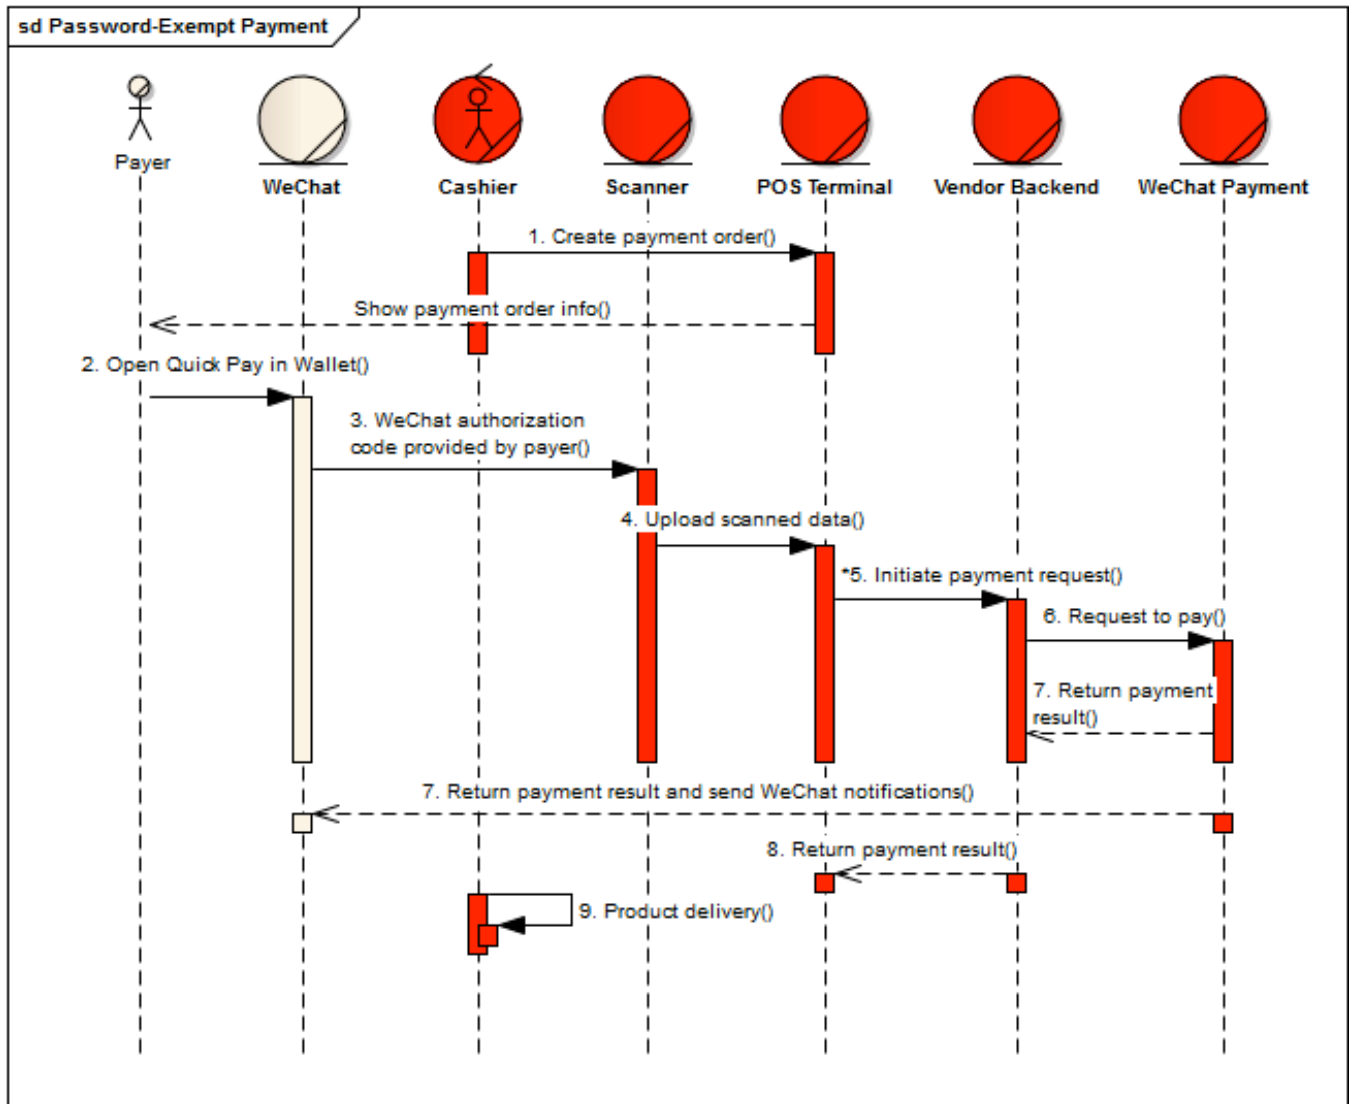 sd Password-Exempt Payment
Payer
WeChat
Cashier
Scanner
POS Terminal
Vendor Backend
WeChat Payment
1. Create payment order()
Show payment order info()
2. Open Quick Pay in Wallet()
3. WeChat authorization
code provided by payer()
4. Upload scanned data()
*5. Initiate payment request()
6. Request to pay()
7. Return payment
result()
7. Return payment result and send WeChat notifications()
8. Return payment result()
9. Product delivery()